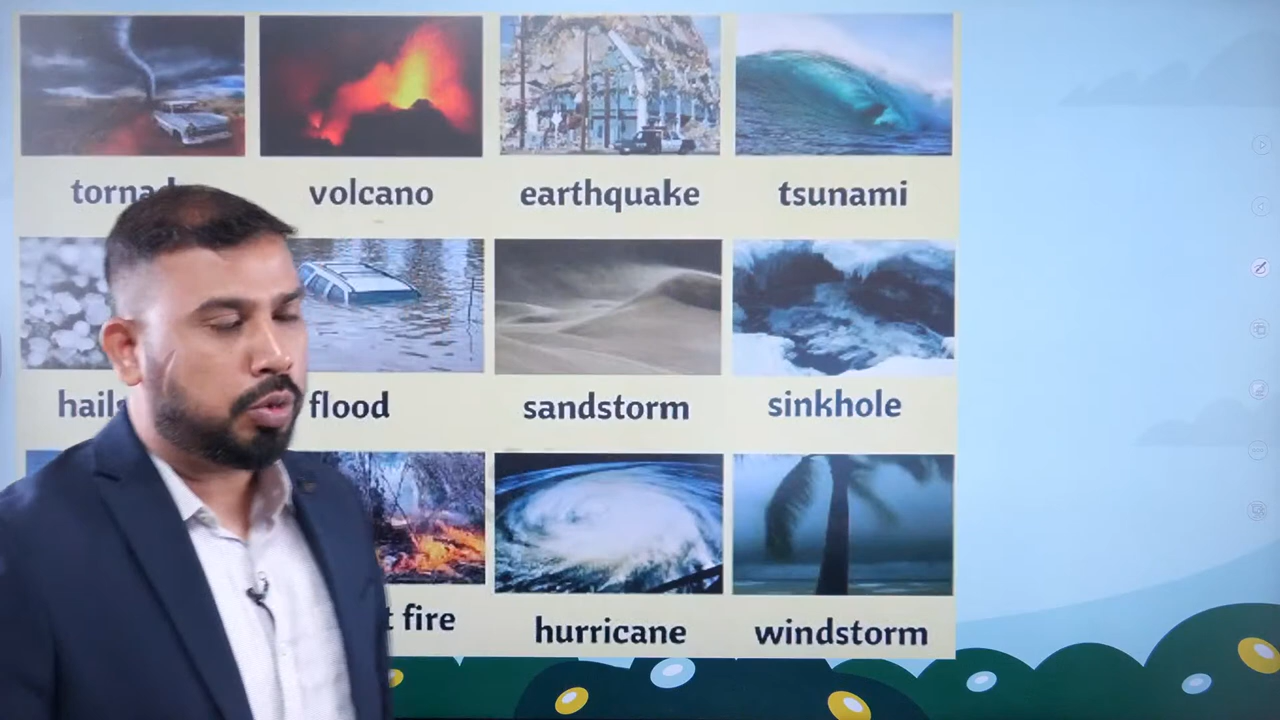 volcano earthquake tsunami
flood sandstorm sinkhole
fire hurricane windstorm